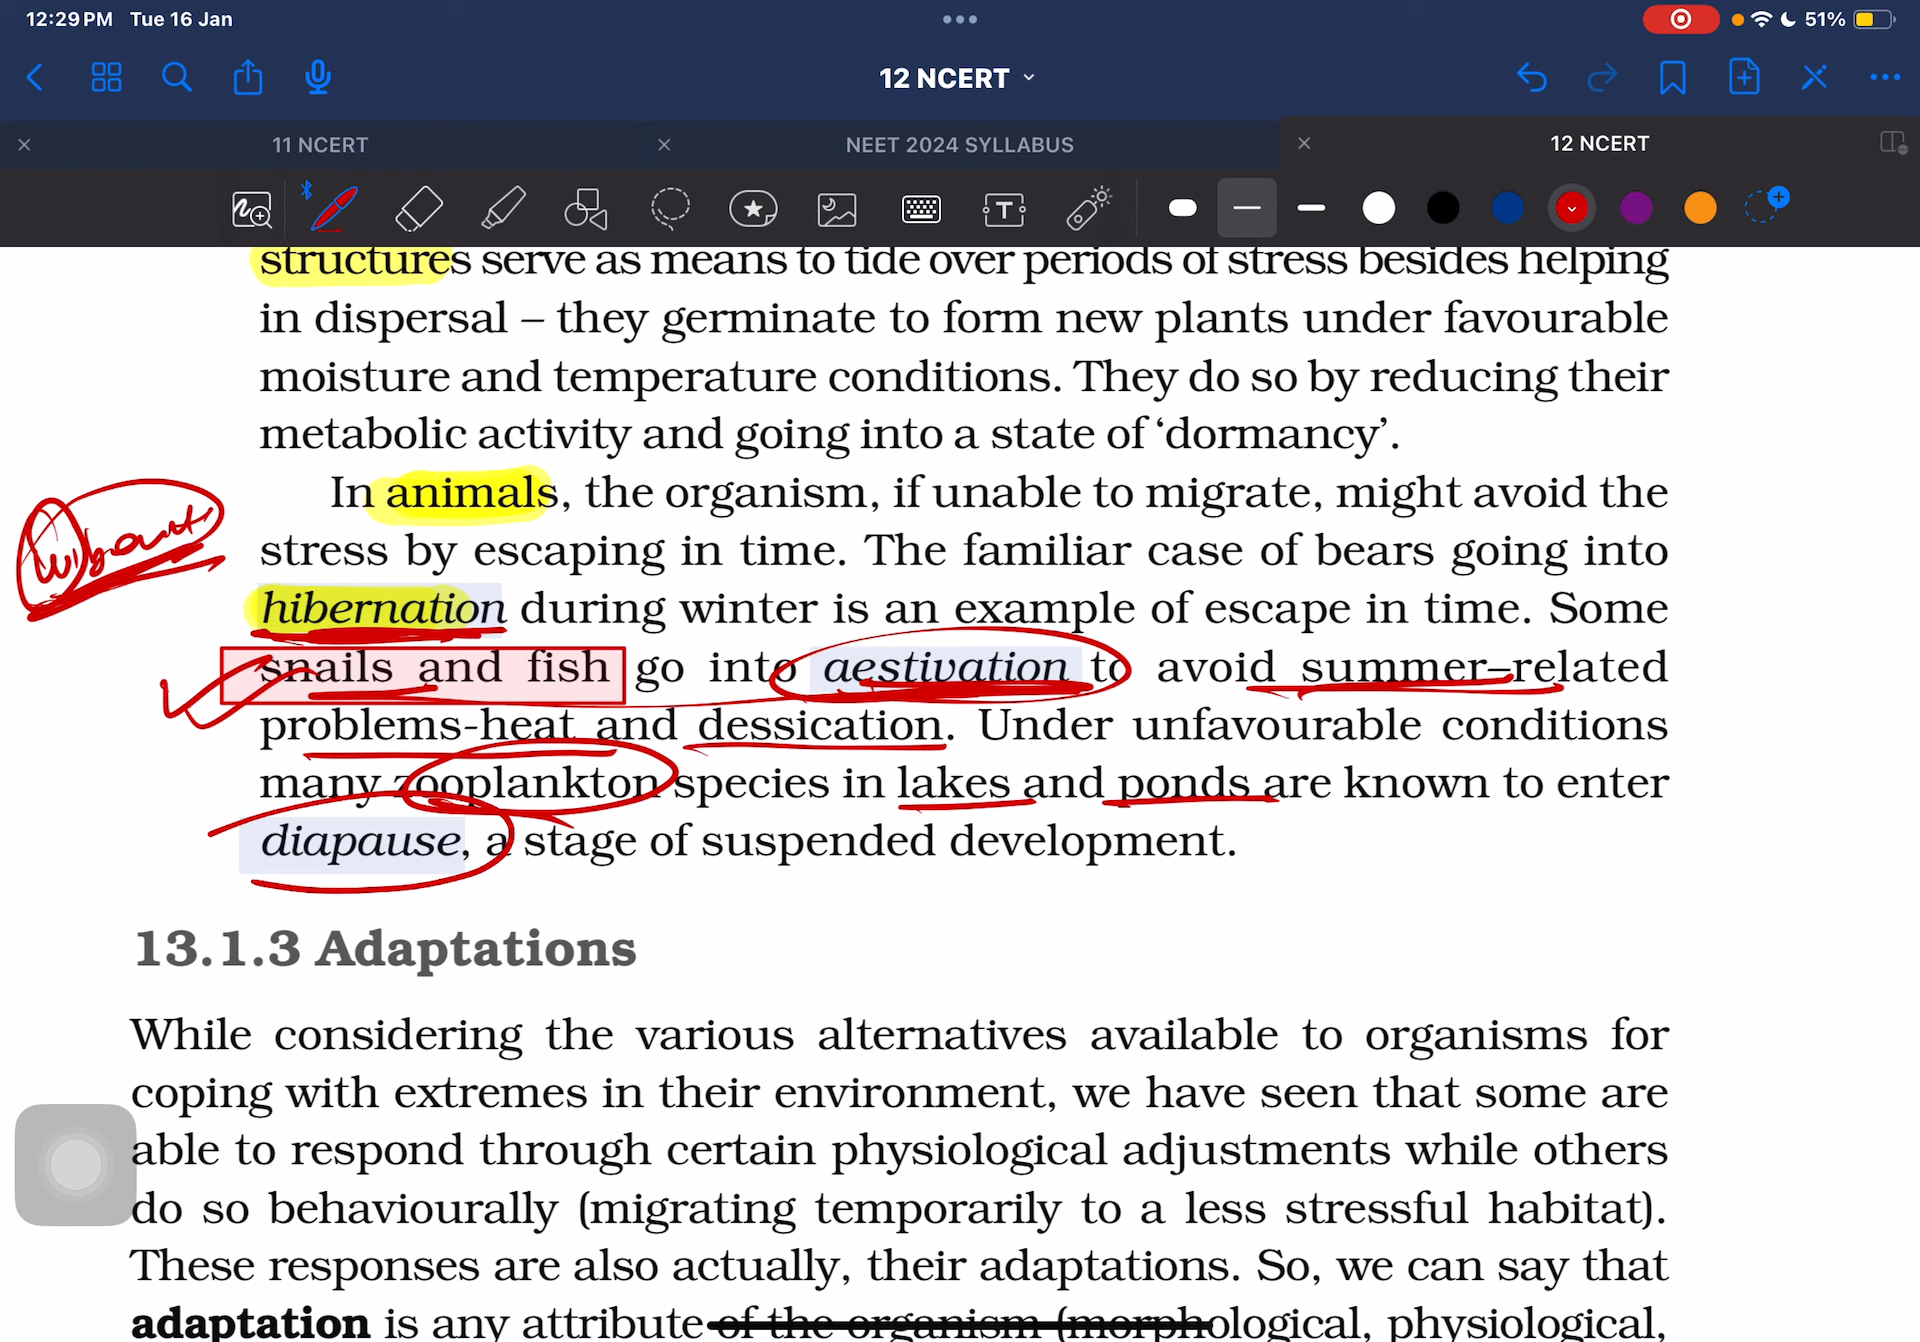 12:29 PM Tue 16 Jan
51%
12 NCERT
11 NCERT
NEET 2024 SYLLABUS
12 NCERT
T
structures serve as means to tide over periods of stress besides helping
in dispersal – they germinate to form new plants under favourable
moisture and temperature conditions. They do so by reducing their
metabolic activity and going into a state of ‘dormancy’.
In animals, the organism, if unable to migrate, might avoid the
stress by escaping in time. The familiar case of bears going into
hibernation during winter is an example of escape in time. Some
snails and fish go into aestivation to avoid summer–related
problems-heat and dessication. Under unfavourable conditions
many zooplankton species in lakes and ponds are known to enter
diapause, a stage of suspended development.
13.1.3 Adaptations
While considering the various alternatives available to organisms for
coping with extremes in their environment, we have seen that some are
able to respond through certain physiological adjustments while others
do so behaviourally (migrating temporarily to a less stressful habitat).
These responses are also actually, their adaptations. So, we can say that
adaptation is any attribute of the organism (morphological, physiological,